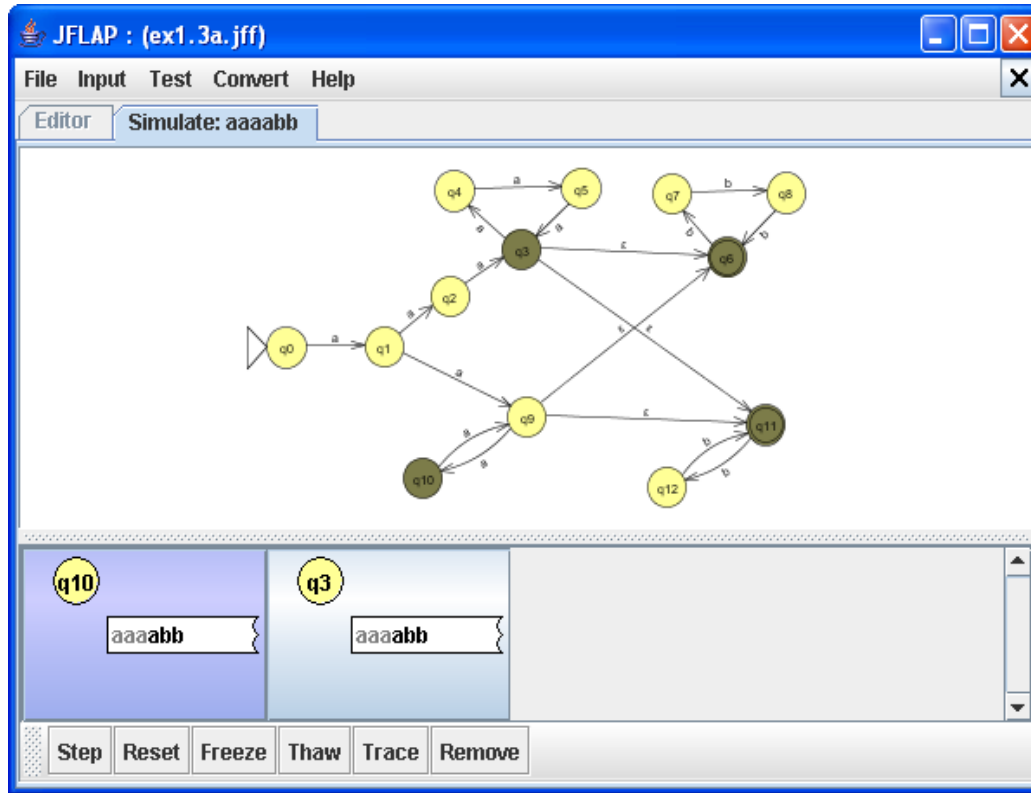 JFLAP : (ex1.3a.jff)
File Input Test Convert Help
Editor Simulate: aaaabb
q4 a q5 q7 b q8
a a b b
q3 ε q6
a
q2
a
q0 a q1
ε ε
a
q9 ε q11
a a
q10
b b
q12
q10 q3
aaaabb aaaabb
Step Reset Freeze Thaw Trace Remove